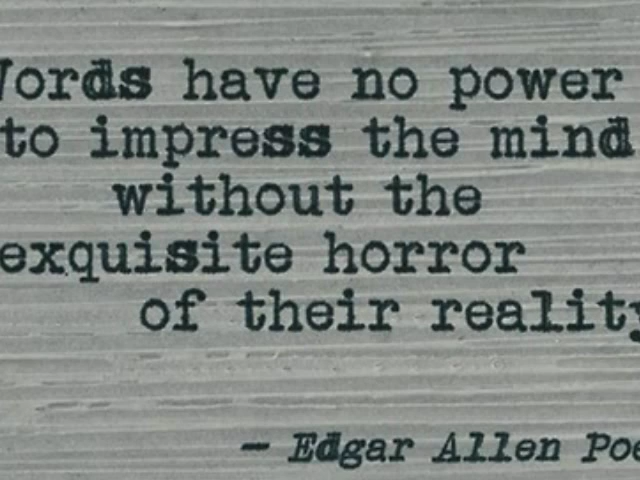 Words have no power
to impress the mind
without the
exquisite horror
of their reality
- Edgar Allen Poe